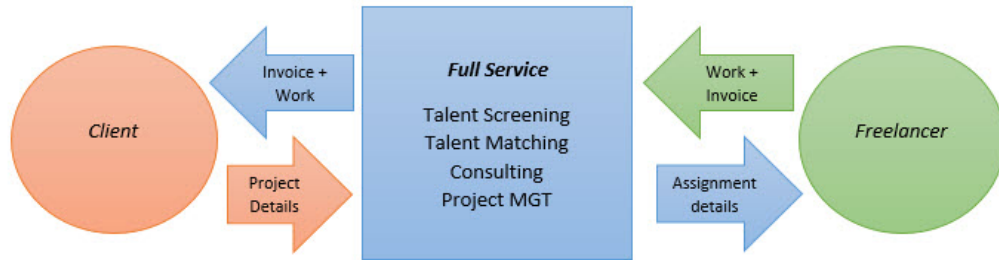 Client
Invoice +
Work
Project
Details
Full Service
Talent Screening
Talent Matching
Consulting
Project MGT
Work +
Invoice
Assignment
details
Freelancer